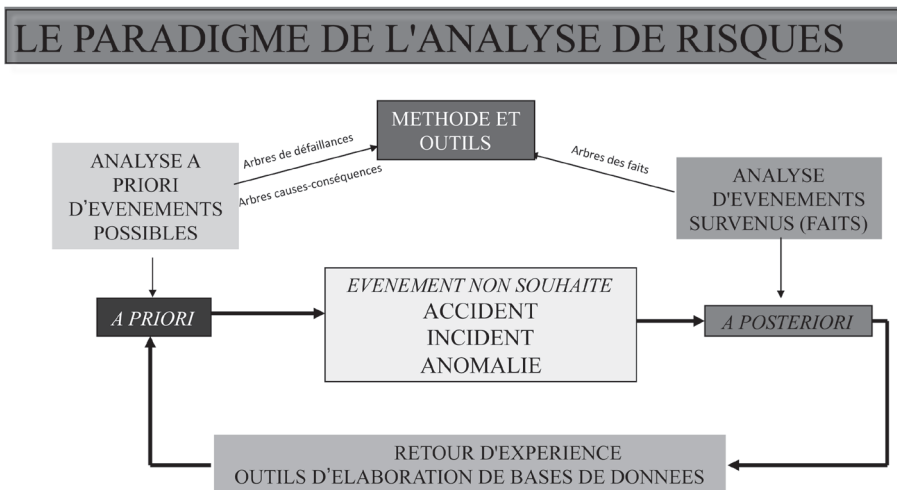 LE PARADIGME DE L'ANALYSE DE RISQUES
METHODE ET
OUTILS
Arbres de défaillances
Arbres causes-conséquences
Arbres des faits
ANALYSE A
PRIORI
D’EVENEMENTS
POSSIBLES
ANALYSE
D'EVENEMENTS
SURVENUS (FAITS)
A PRIORI
EVENEMENT NON SOUHAITE
ACCIDENT
INCIDENT
ANOMALIE
A POSTERIORI
RETOUR D'EXPERIENCE
OUTILS D’ELABORATION DE BASES DE DONNEES